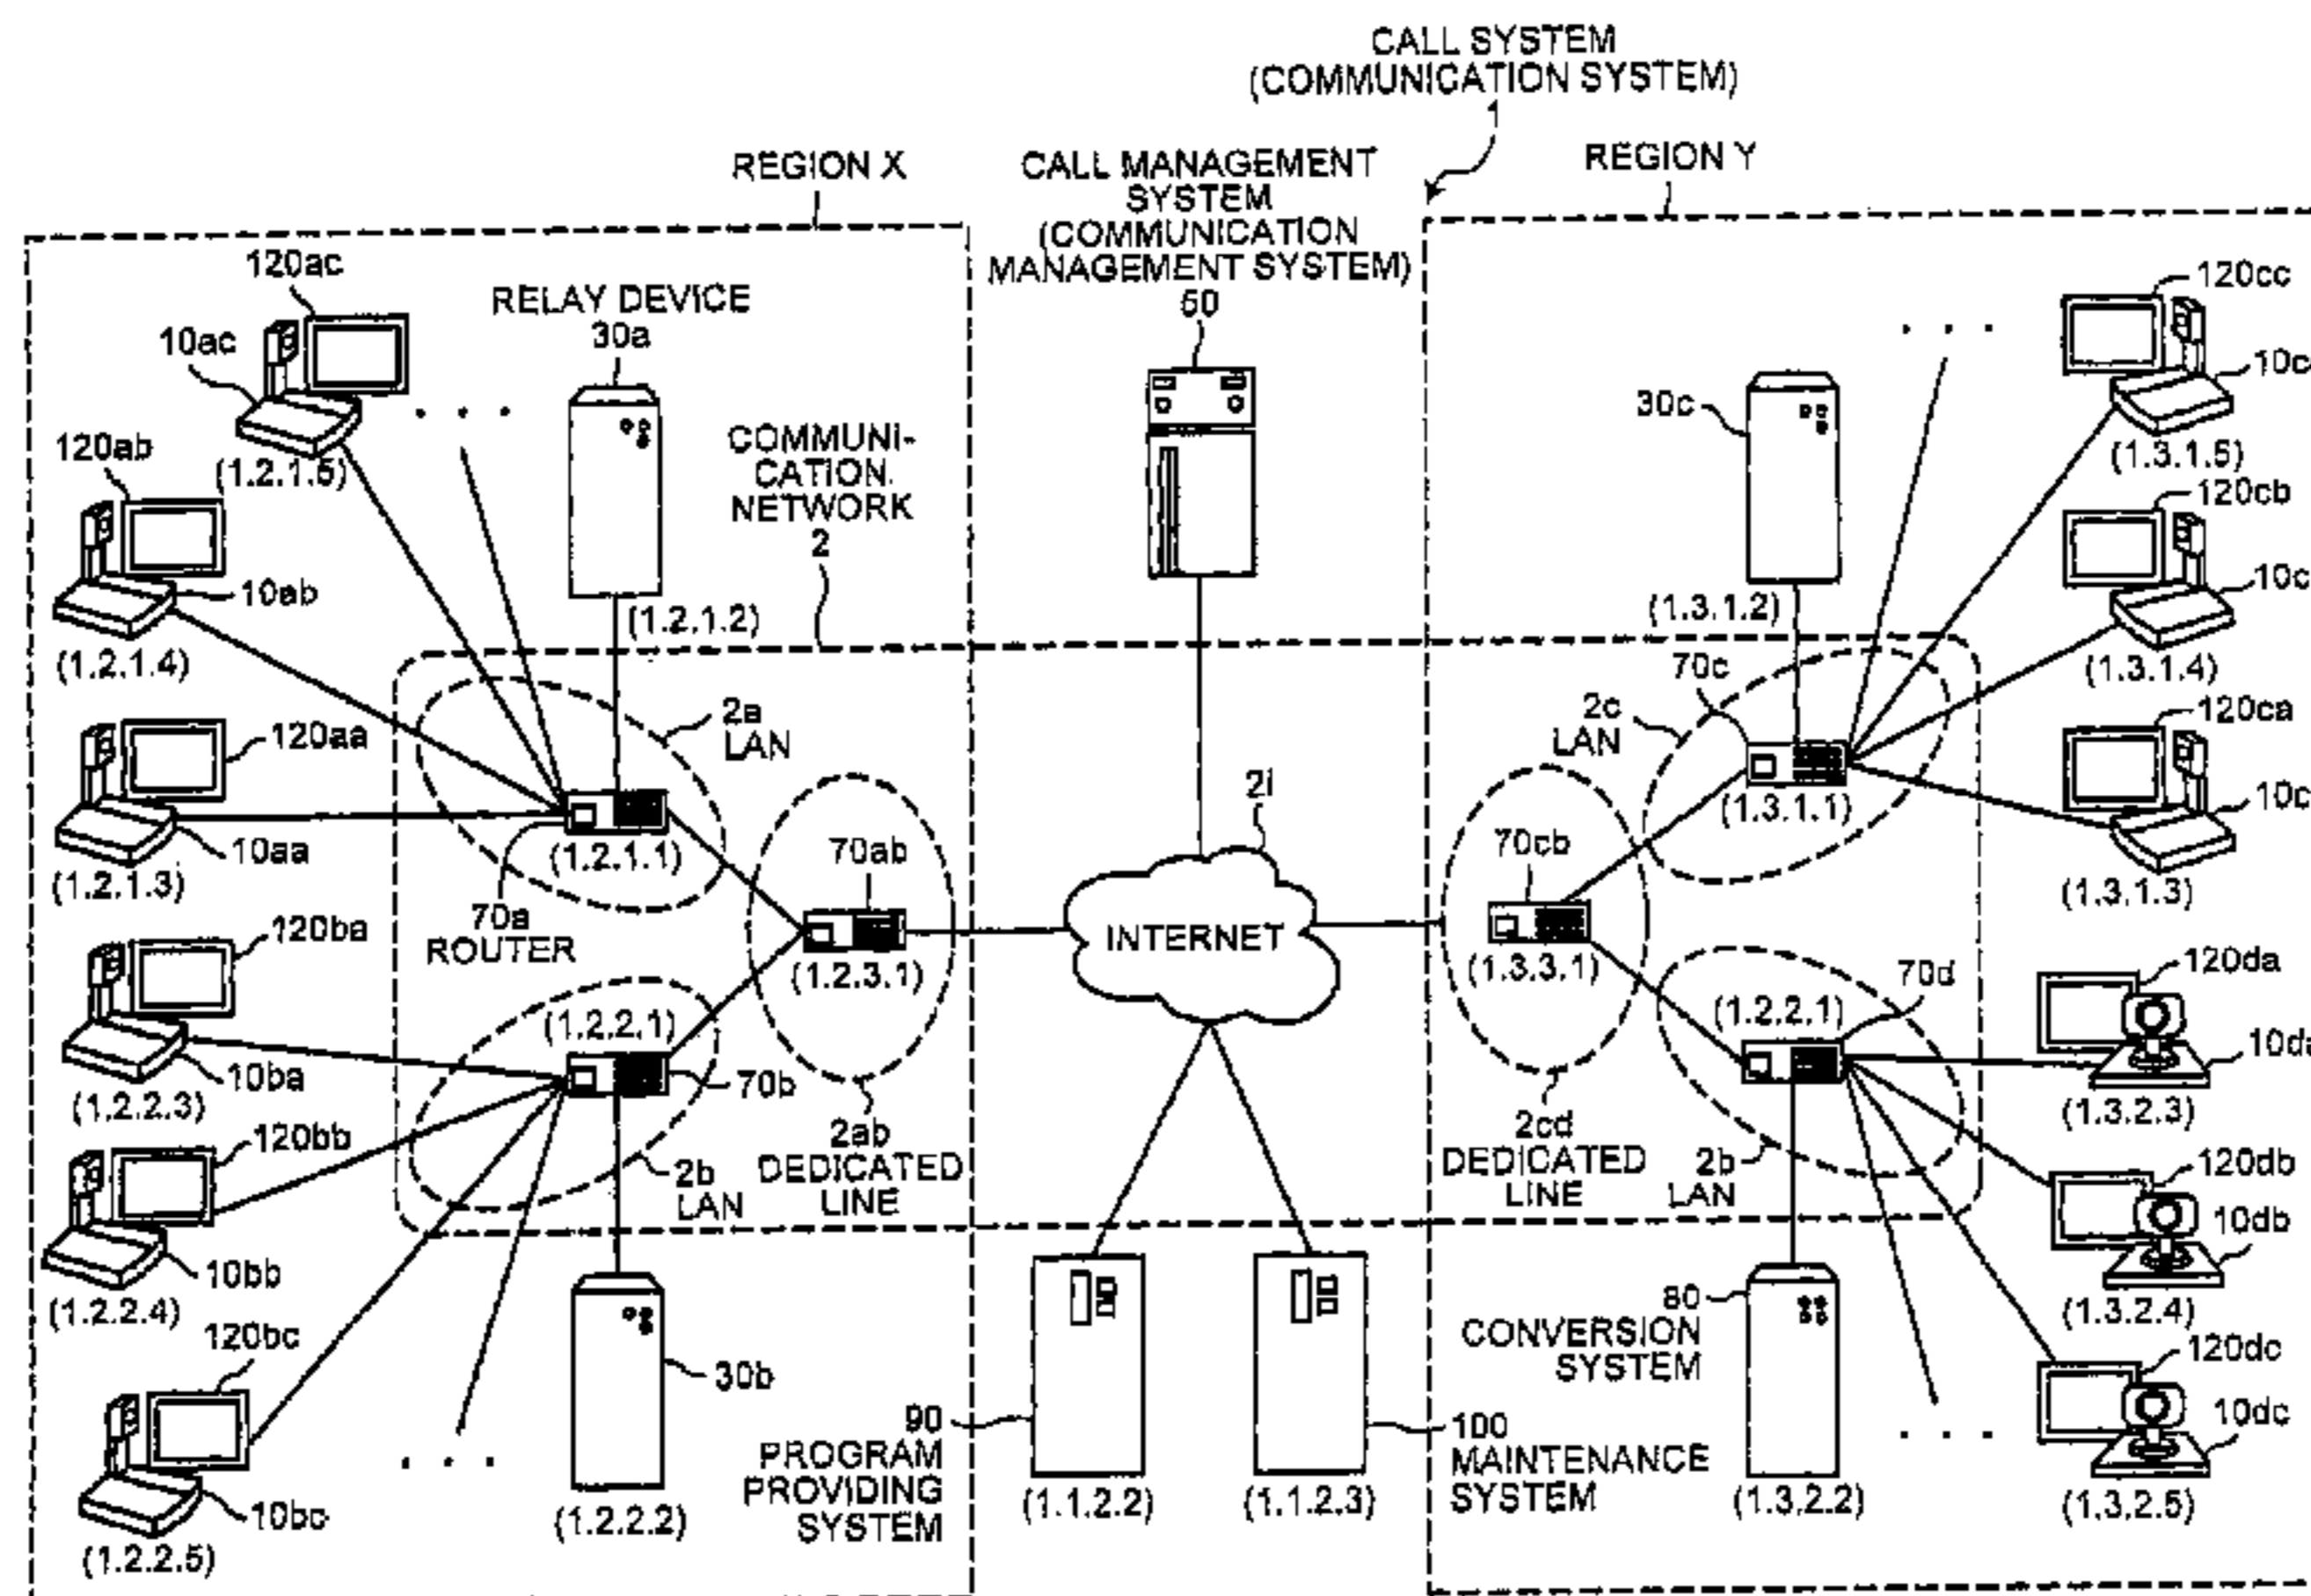 CALL SYSTEM
(COMMUNICATION SYSTEM)
1
REGION X
CALL MANAGEMENT
SYSTEM
(COMMUNICATION
MANAGEMENT SYSTEM)
50
REGION Y
120ac
10ac
(1.2.1.5)
RELAY DEVICE
30a
(1.2.1.2)
COMMUNI-
CATION
NETWORK
2
120ab
10ab
(1.2.1.4)
120aa
10aa
(1.2.1.3)
2a
LAN
(1.2.1.1)
70a
ROUTER
70ab
(1.2.3.1)
2ab
DEDICATED
LINE
120ba
10ba
(1.2.2.3)
(1.2.2.1)
70b
2b
LAN
120bb
10bb
(1.2.2.4)
120bc
10bc
(1.2.2.5)
30b
(1.2.2.2)
2i
INTERNET
90
PROGRAM
PROVIDING
SYSTEM
(1.1.2.2)
(1.1.2.3)
100
MAINTENANCE
SYSTEM
30c
(1.3.1.2)
120cc
10c
(1.3.1.5)
120cb
10c
(1.3.1.4)
120ca
10c
(1.3.1.3)
70c
2c
LAN
(1.3.1.1)
70cb
(1.3.3.1)
2cd
DEDICATED
LINE
(1.2.2.1)
70d
2b
LAN
120da
10da
(1.3.2.3)
120db
10db
(1.3.2.4)
80
CONVERSION
SYSTEM
(1.3.2.2)
120dc
10dc
(1.3.2.5)